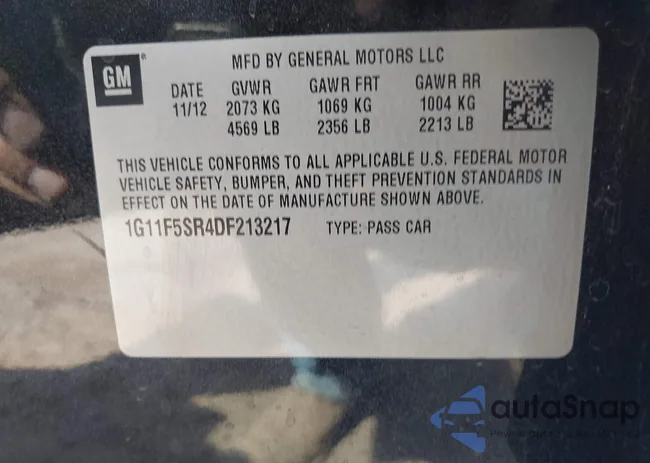 GM
MFD BY GENERAL MOTORS LLC
DATE GVWR GAWR FRT GAWR RR
11/12 2073 KG 1069 KG 1004 KG
4569 LB 2356 LB 2213 LB
THIS VEHICLE CONFORMS TO ALL APPLICABLE U.S. FEDERAL MOTOR
VEHICLE SAFETY, BUMPER, AND THEFT PREVENTION STANDARDS IN
EFFECT ON THE DATE OF MANUFACTURE SHOWN ABOVE.
1G11F5SR4DF213217 TYPE: PASS CAR
autoSnap